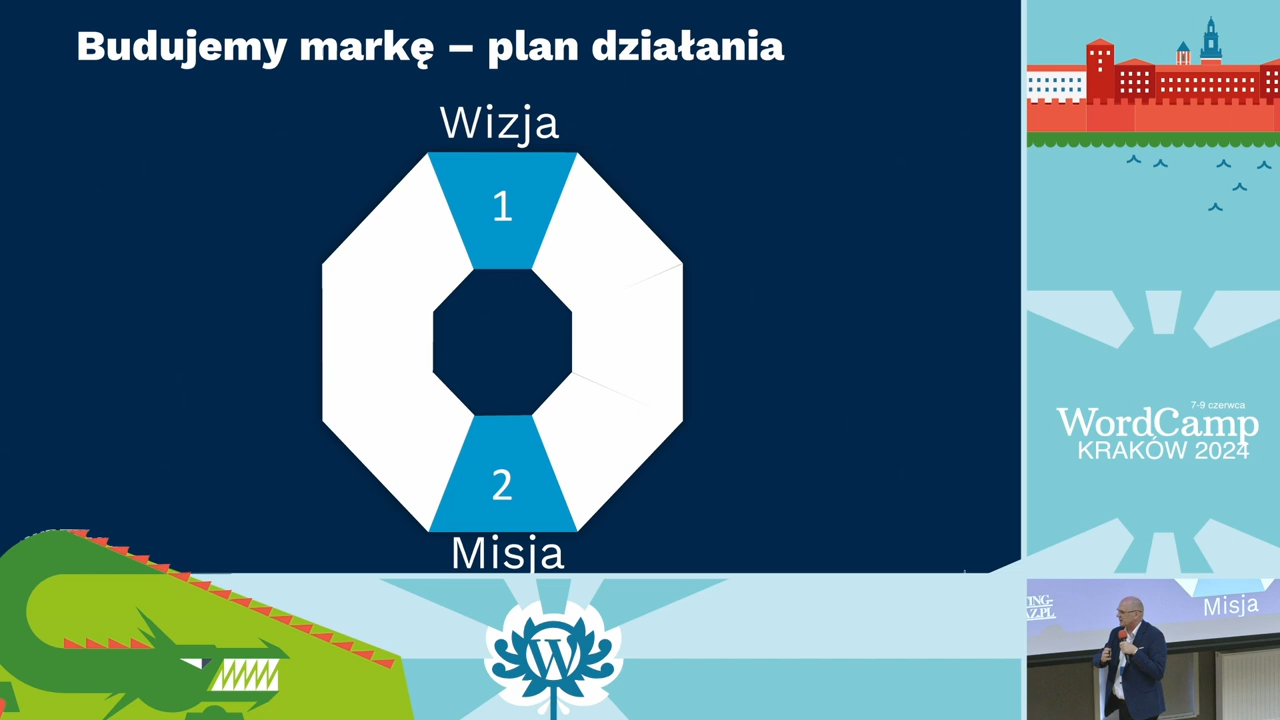 Budujemy markę – plan działania
Wizja
1
2
Misja
7-9 czerwca
WordCamp
KRAKÓW 2024
Misja
W